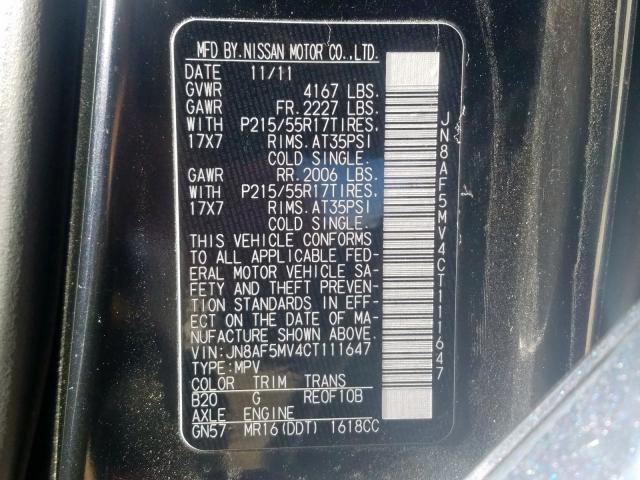 MFD BY. NISSAN MOTOR CO., LTD.
DATE 11/11
GVWR 4167 LBS.
GAWR FR. 2227 LBS.
WITH P215/55R17TIRES.
17X7 RIMS. AT35PSI
COLD SINGLE.
GAWR RR. 2006 LBS.
WITH P215/55R17TIRES.
17X7 RIMS. AT35PSI
COLD SINGLE.
THIS VEHICLE CONFORMS
TO ALL APPLICABLE FED-
ERAL MOTOR VEHICLE SA-
FETY AND THEFT PREVEN-
TION STANDARDS IN EFF-
ECT ON THE DATE OF MA-
NUFACTURE SHOWN ABOVE.
VIN: JN8AF5MV4CT111647
TYPE: MPV
COLOR TRIM TRANS
B20 G RE0F10B
AXLE ENGINE
GN57 MR16(DDT) 1618CC
JN8AF5MV4CT111647